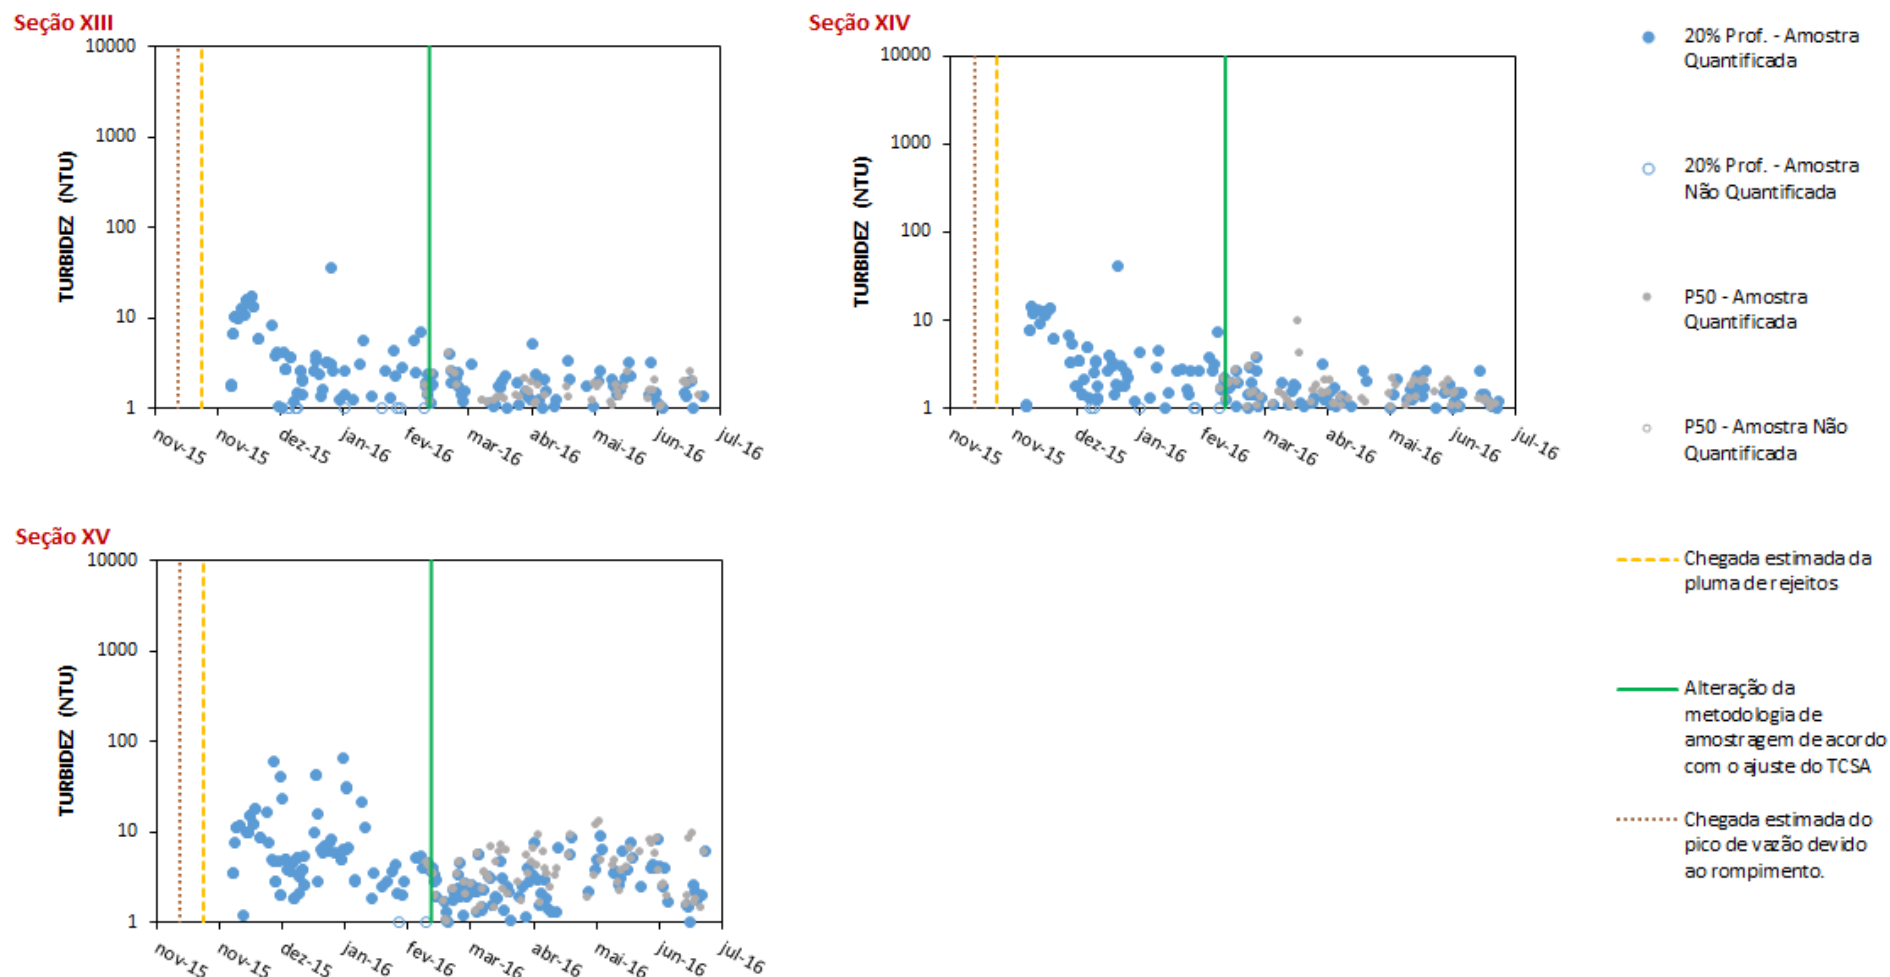 Seção XIII
10000
1000
100
10
1
TURBIDEZ (NTU)
nov-15
nov-15
dez-15
jan-16
fev-16
mar-16
abr-16
mai-16
jun-16
jul-16
Seção XIV
10000
1000
100
10
1
TURBIDEZ (NTU)
nov-15
nov-15
dez-15
jan-16
fev-16
mar-16
abr-16
mai-16
jun-16
jul-16
Seção XV
10000
1000
100
10
1
TURBIDEZ (NTU)
nov-15
nov-15
dez-15
jan-16
fev-16
mar-16
abr-16
mai-16
jun-16
jul-16
20% Prof. - Amostra
Quantificada
20% Prof. - Amostra
Não Quantificada
P50 - Amostra
Quantificada
P50 - Amostra Não
Quantificada
Chegada estimada da
pluma de rejeitos
Alteração da
metodologia de
amostragem de acordo
com o ajuste do TCSA
Chegada estimada do
pico de vazão devido
ao rompimento.